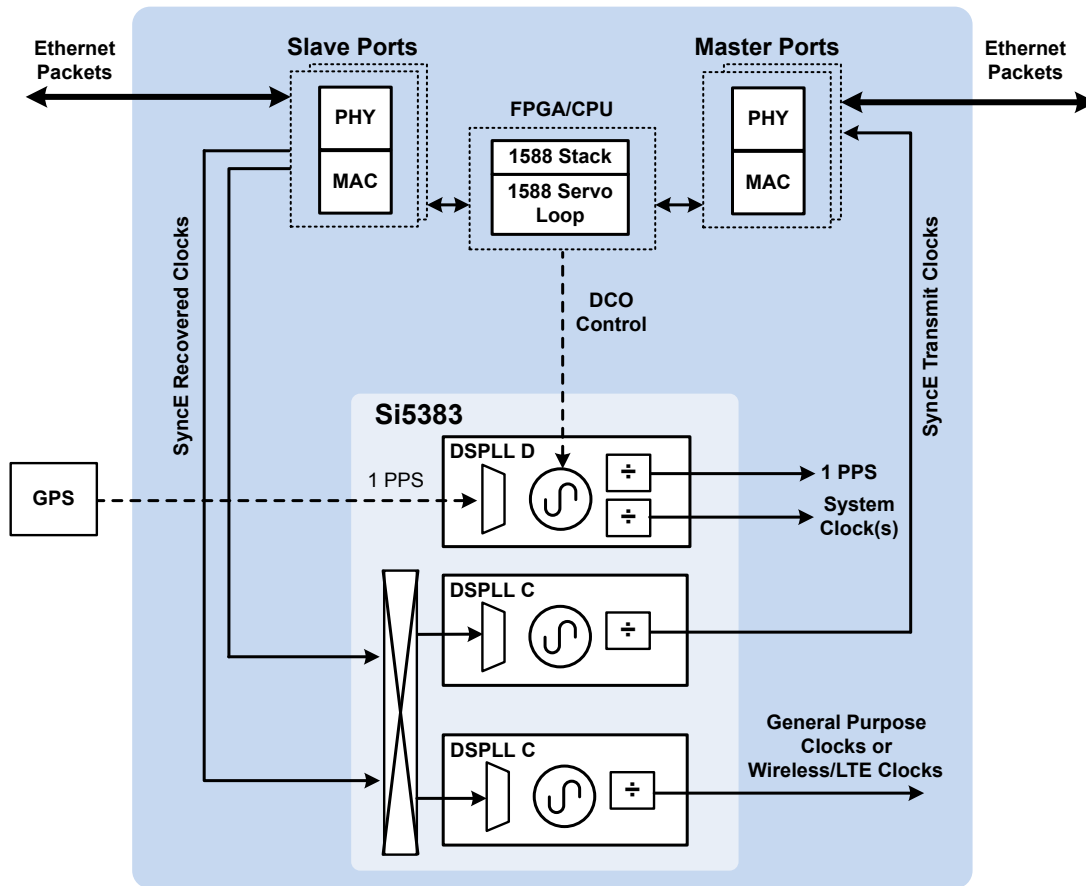 Ethernet
Packets
Slave Ports
Master Ports
Ethernet
Packets
PHY
MAC
FPGA/CPU
1588 Stack
1588 Servo
Loop
PHY
MAC
SyncE Recovered Clocks
DCO
Control
SyncE Transmit Clocks
Si5383
GPS
1 PPS
DSPLL D
÷
÷
1 PPS
System
Clock(s)
DSPLL C
÷
DSPLL C
÷
General Purpose
Clocks or
Wireless/LTE Clocks